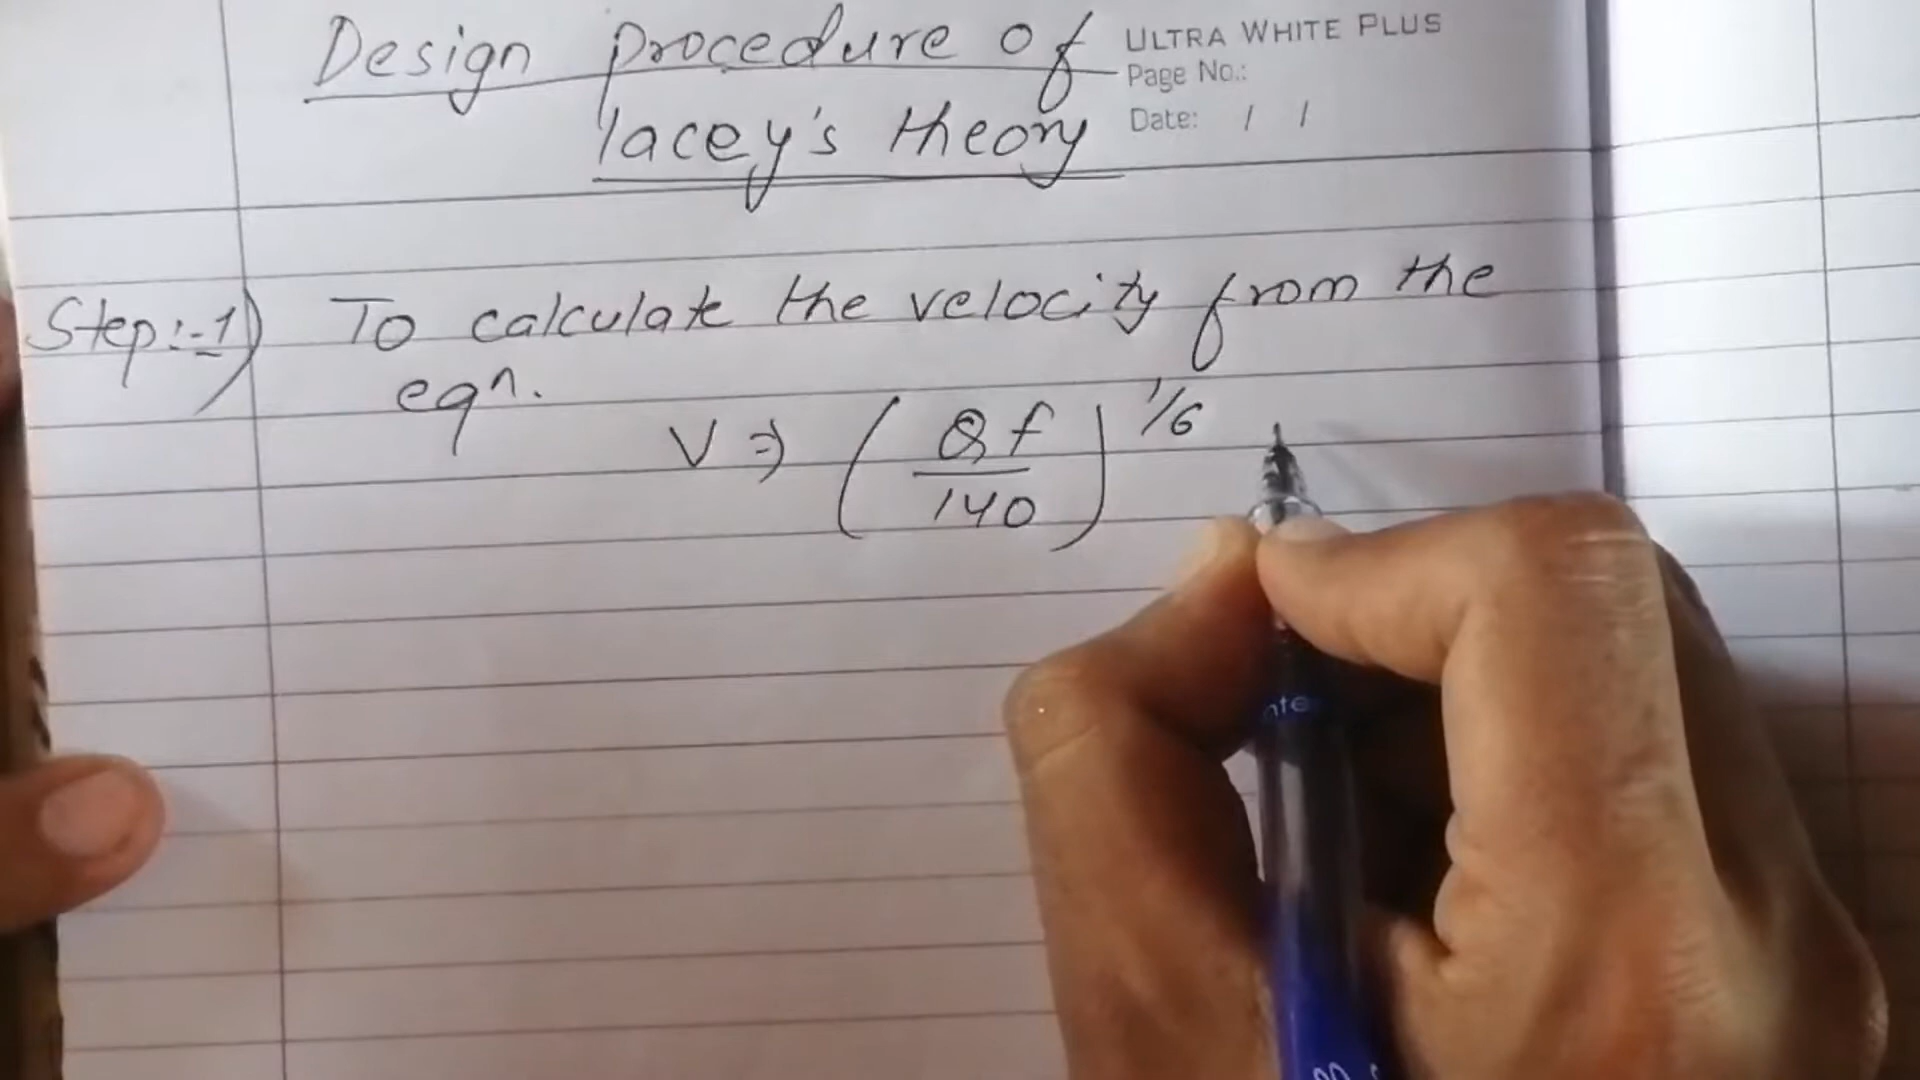 Design procedure of
lacey's theory
ULTRA WHITE PLUS
Page No.:
Date: / /
Step:-1) To calculate the velocity from the
eqn.
V => (Qf/140)^1/6
nte